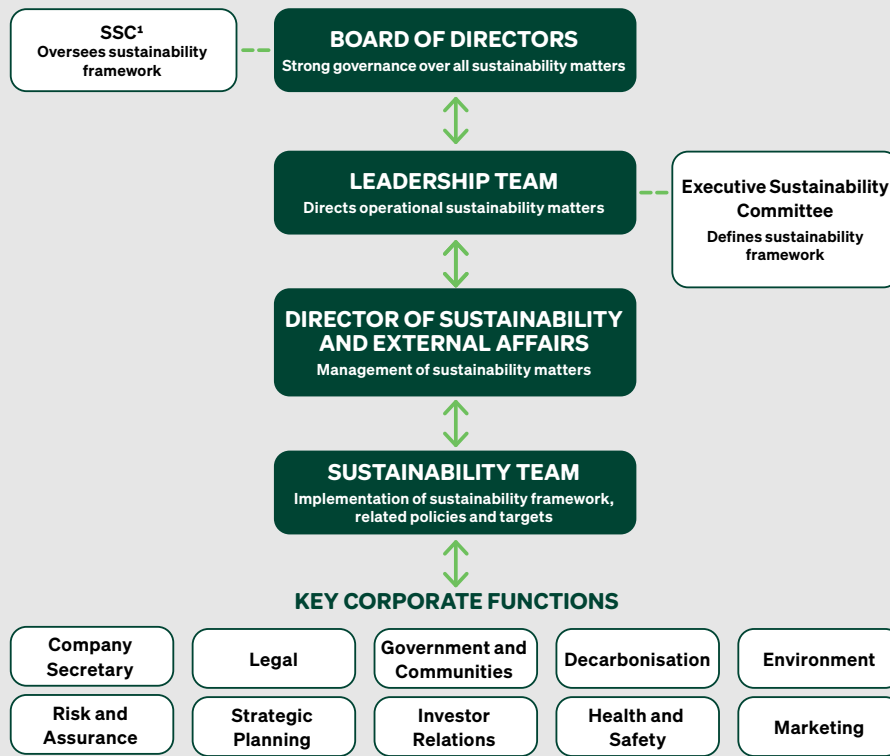 SSC¹
Oversees sustainability
framework
BOARD OF DIRECTORS
Strong governance over all sustainability matters
LEADERSHIP TEAM
Directs operational sustainability matters
Executive Sustainability
Committee
Defines sustainability
framework
DIRECTOR OF SUSTAINABILITY
AND EXTERNAL AFFAIRS
Management of sustainability matters
SUSTAINABILITY TEAM
Implementation of sustainability framework,
related policies and targets
KEY CORPORATE FUNCTIONS
Company
Secretary
Legal
Government and
Communities
Decarbonisation
Environment
Risk and
Assurance
Strategic
Planning
Investor
Relations
Health and
Safety
Marketing